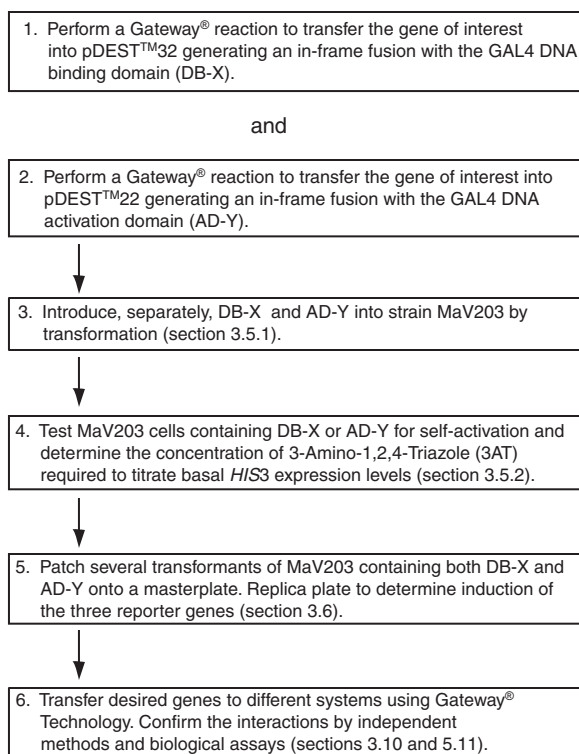 1. Perform a Gateway® reaction to transfer the gene of interest
into pDEST™32 generating an in-frame fusion with the GAL4 DNA
binding domain (DB-X).
and
2. Perform a Gateway® reaction to transfer the gene of interest into
pDEST™22 generating an in-frame fusion with the GAL4 DNA
activation domain (AD-Y).
3. Introduce, separately, DB-X and AD-Y into strain MaV203 by
transformation (section 3.5.1).
4. Test MaV203 cells containing DB-X or AD-Y for self-activation and
determine the concentration of 3-Amino-1,2,4-Triazole (3AT)
required to titrate basal HIS3 expression levels (section 3.5.2).
5. Patch several transformants of MaV203 containing both DB-X and
AD-Y onto a masterplate. Replica plate to determine induction of
the three reporter genes (section 3.6).
6. Transfer desired genes to different systems using Gateway®
Technology. Confirm the interactions by independent
methods and biological assays (sections 3.10 and 5.11).